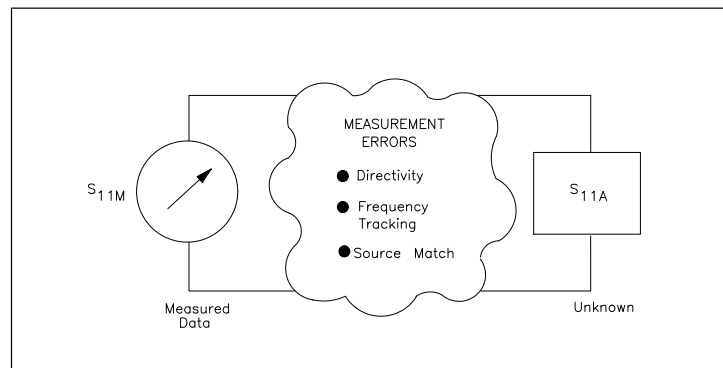 MEASUREMENT
ERRORS
S11M
● Directivity
● Frequency
Tracking
● Source Match
S11A
Measured
Data
Unknown